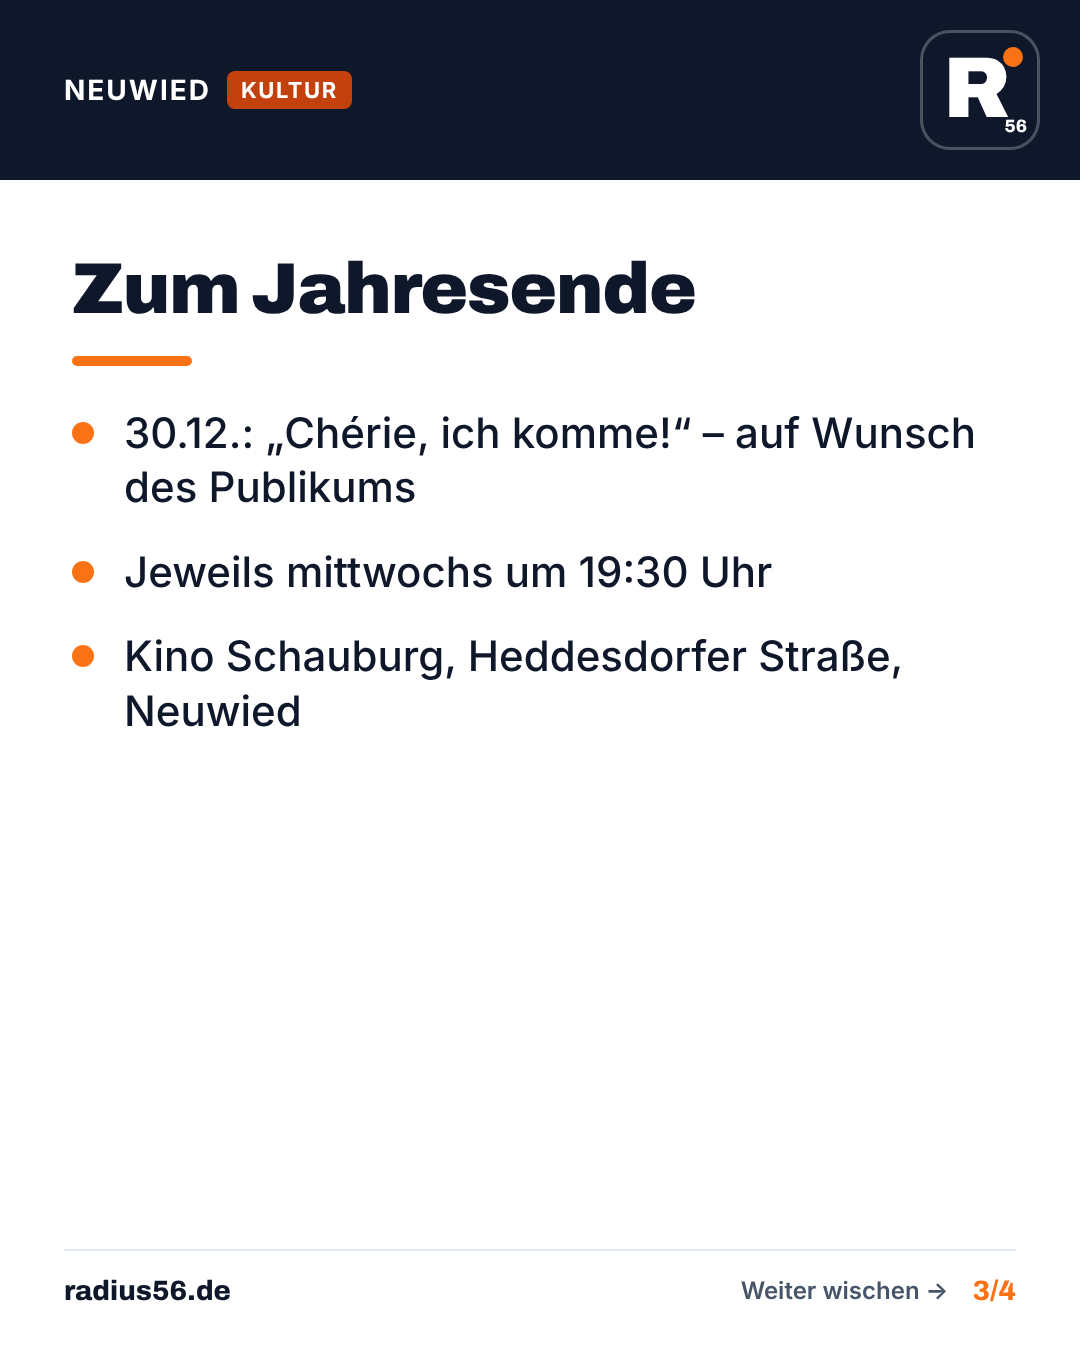 NEUWIED KULTUR
R
56
Zum Jahresende
30.12.: „Chérie, ich komme!“ – auf Wunsch
des Publikums
Jeweils mittwochs um 19:30 Uhr
Kino Schauburg, Heddesdorfer Straße,
Neuwied
radius56.de
Weiter wischen → 3/4